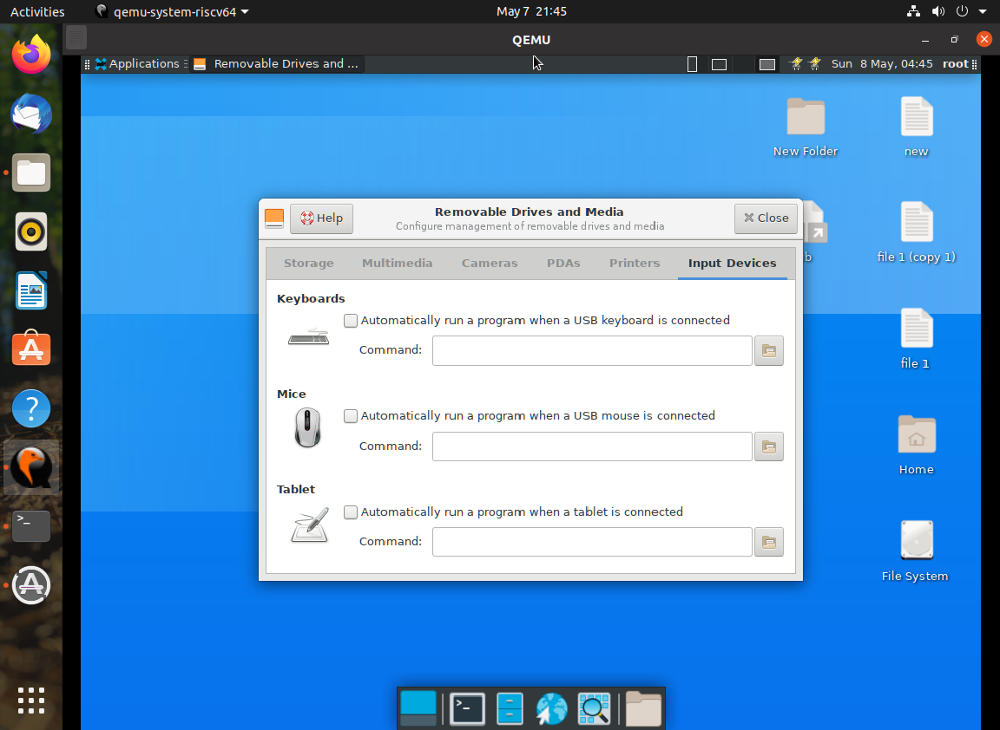 Activities qemu-system-riscv64 May 7 21:45
QEMU
Applications Removable Drives and ... Sun 8 May, 04:45 root
New Folder new
Help Removable Drives and Media Close
Configure management of removable drives and media
b file 1 (copy 1)
Storage Multimedia Cameras PDAs Printers Input Devices
Keyboards
Automatically run a program when a USB keyboard is connected
Command:
file 1
Mice
Automatically run a program when a USB mouse is connected
Command:
Home
Tablet
Automatically run a program when a tablet is connected
Command:
File System